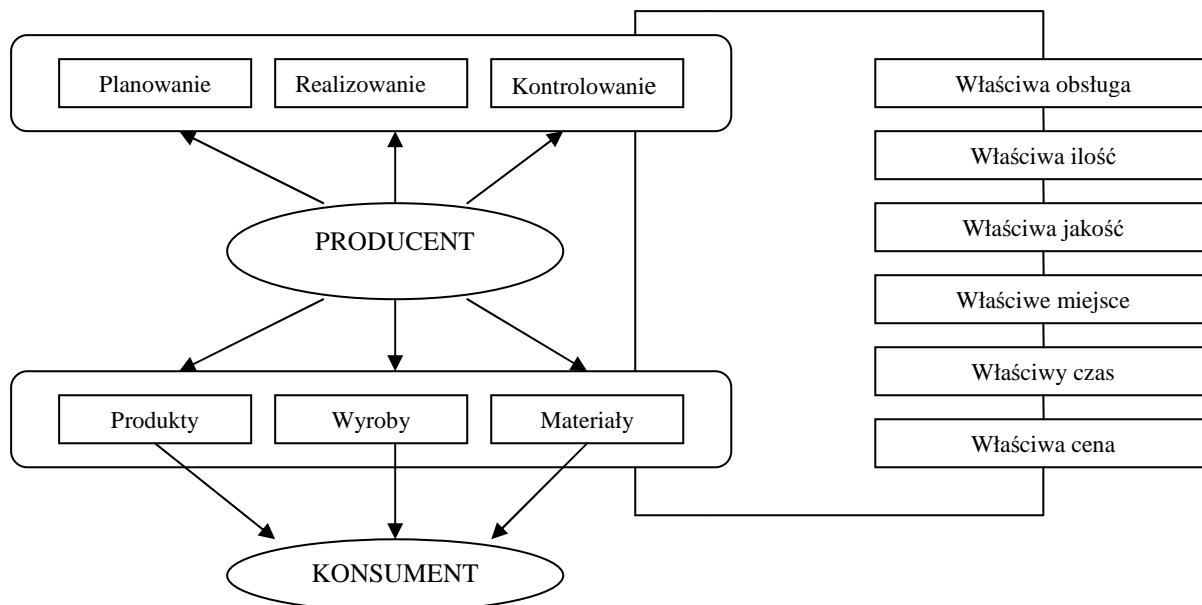 Planowanie
Realizowanie
Kontrolowanie
PRODUCENT
Produkty
Wyroby
Materiały
KONSUMENT
Właściwa obsługa
Właściwa ilość
Właściwa jakość
Właściwe miejsce
Właściwy czas
Właściwa cena